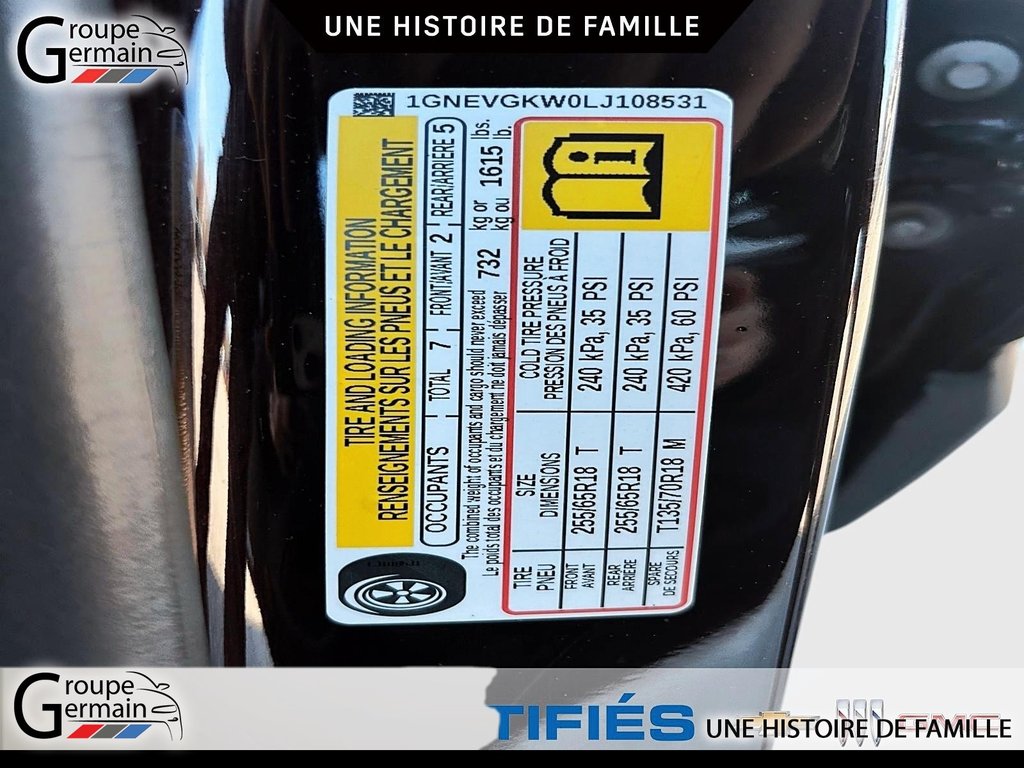 Groupe
Germain
UNE HISTOIRE DE FAMILLE
1GNEVGKW0LJ108531
TIRE AND LOADING INFORMATION
RENSEIGNEMENTS SUR LES PNEUS ET LE CHARGEMENT
OCCUPANTS TOTAL 7 FRONT/AVANT 2 REAR/ARRIÈRE 5
The combined weight of occupants and cargo should never exceed 732 kg or 1615 lbs.
Le poids total des occupants et du chargement ne doit jamais dépasser 732 kg ou 1615 lb.
TIRE SIZE COLD TIRE PRESSURE
PNEU DIMENSIONS PRESSION DES PNEUS À FROID
FRONT
AVANT 255/65R18 T 240 kPa, 35 PSI
REAR
ARRIERE 255/65R18 T 240 kPa, 35 PSI
SPARE
DE SECOURS T135/70R18 M 420 kPa, 60 PSI
Groupe
Germain
TIFIÉS
UNE HISTOIRE DE FAMILLE
GMC